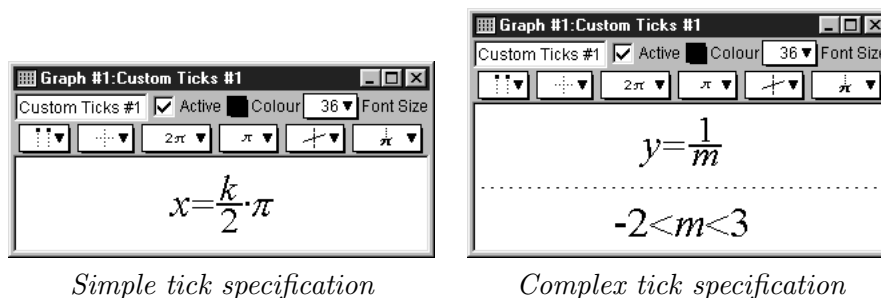 Graph #1:Custom Ticks #1
Custom Ticks #1 Active Colour 36 Font Size
2π π π
x=k/2·π
Simple tick specification
Graph #1:Custom Ticks #1
Custom Ticks #1 Active Colour 36 Font Size
2π π π
y=1/m
-2<m<3
Complex tick specification